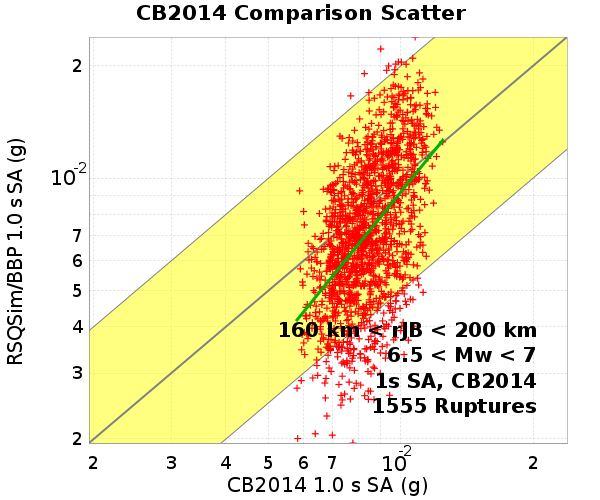 CB2014 Comparison Scatter
RSQSim/BBP 1.0 s SA (g)
2
10-2
7
6
5
4
3
2
160 km < rJB < 200 km
6.5 < Mw < 7
1s SA, CB2014
1555 Ruptures
2 3 4 5 6 7 10-2 2
CB2014 1.0 s SA (g)